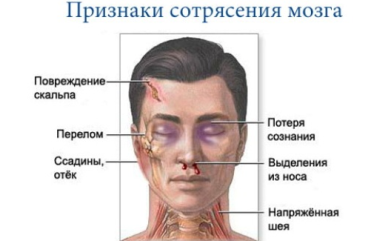 Признаки сотрясения мозга
Повреждение
скальпа
Перелом
Ссадины,
отёк
Потеря
сознания
Выделения
из носа
Напряжённая
шея